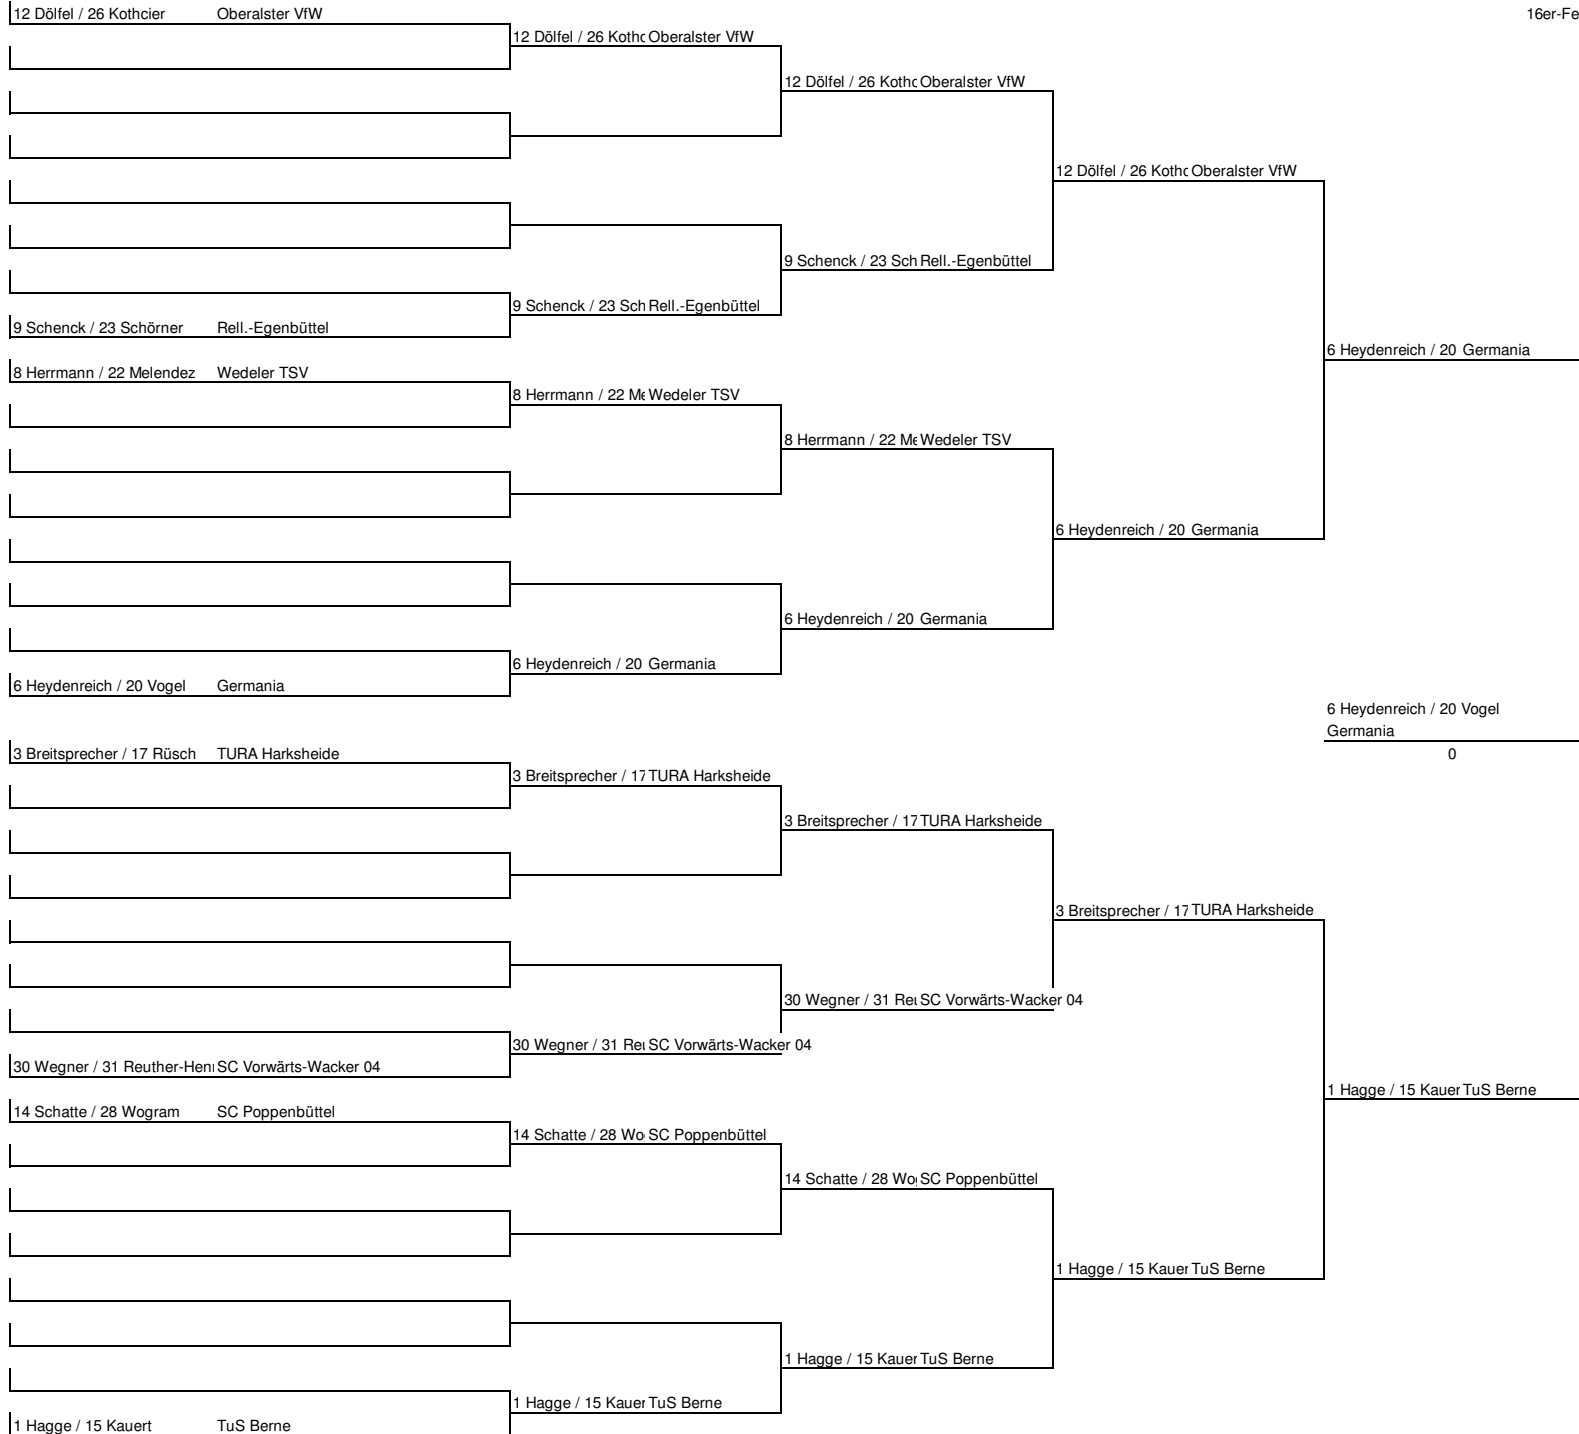 12 Dölfel / 26 Kothcier Oberalster VfW
16er-Fe
12 Dölfel / 26 Kothc Oberalster VfW
12 Dölfel / 26 Kothc Oberalster VfW
12 Dölfel / 26 Kothc Oberalster VfW
9 Schenck / 23 Sch Rell.-Egenbüttel
9 Schenck / 23 Sch Rell.-Egenbüttel
9 Schenck / 23 Schörner Rell.-Egenbüttel
6 Heydenreich / 20 Germania
8 Herrmann / 22 Melendez Wedeler TSV
8 Herrmann / 22 Me Wedeler TSV
8 Herrmann / 22 Me Wedeler TSV
6 Heydenreich / 20 Germania
6 Heydenreich / 20 Germania
6 Heydenreich / 20 Germania
6 Heydenreich / 20 Vogel Germania
6 Heydenreich / 20 Vogel
Germania
0
3 Breitsprecher / 17 Rüsch TURA Harksheide
3 Breitsprecher / 17 TURA Harksheide
3 Breitsprecher / 17 TURA Harksheide
3 Breitsprecher / 17 TURA Harksheide
30 Wegner / 31 Reu SC Vorwärts-Wacker 04
30 Wegner / 31 Reu SC Vorwärts-Wacker 04
30 Wegner / 31 Reuther-Henr SC Vorwärts-Wacker 04
1 Hagge / 15 Kauer TuS Berne
14 Schatte / 28 Wogram SC Poppenbüttel
14 Schatte / 28 Wo SC Poppenbüttel
14 Schatte / 28 Wog SC Poppenbüttel
1 Hagge / 15 Kauer TuS Berne
1 Hagge / 15 Kauer TuS Berne
1 Hagge / 15 Kauer TuS Berne
1 Hagge / 15 Kauert TuS Berne